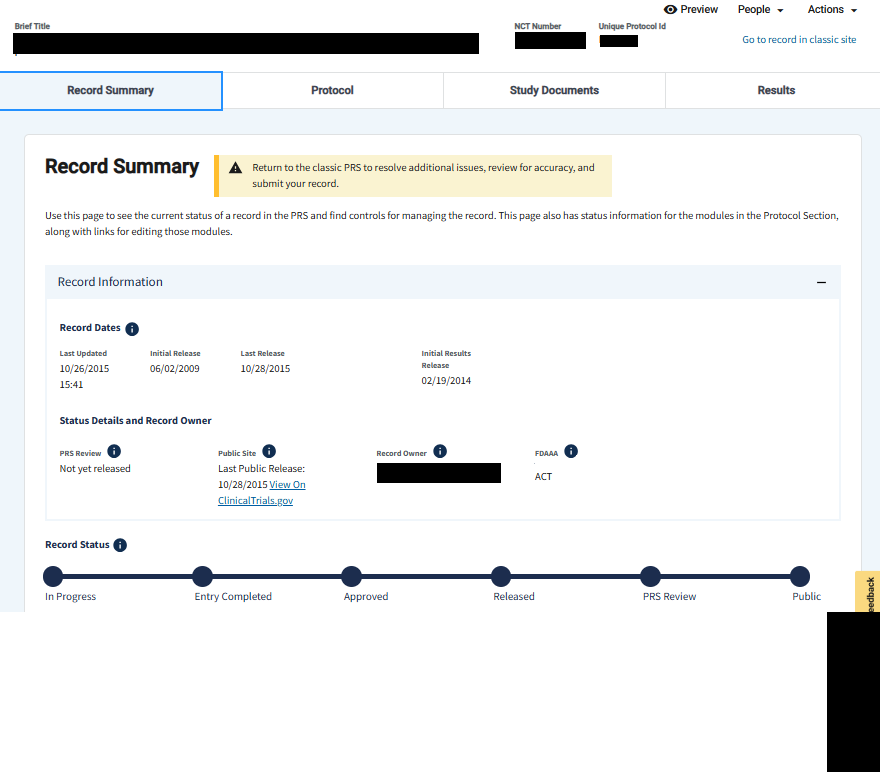 Preview People Actions
Brief Title NCT Number Unique Protocol Id
Go to record in classic site
Record Summary Protocol Study Documents Results
Record Summary
Return to the classic PRS to resolve additional issues, review for accuracy, and
submit your record.
Use this page to see the current status of a record in the PRS and find controls for managing the record. This page also has status information for the modules in the Protocol Section,
along with links for editing those modules.
Record Information
Record Dates
Last Updated Initial Release Last Release Initial Results
Release
10/26/2015 06/02/2009 10/28/2015 02/19/2014
15:41
Status Details and Record Owner
PRS Review Public Site Record Owner FDAAA
Not yet released Last Public Release: ACT
10/28/2015 View On
ClinicalTrials.gov
Record Status
In Progress Entry Completed Approved Released PRS Review Public